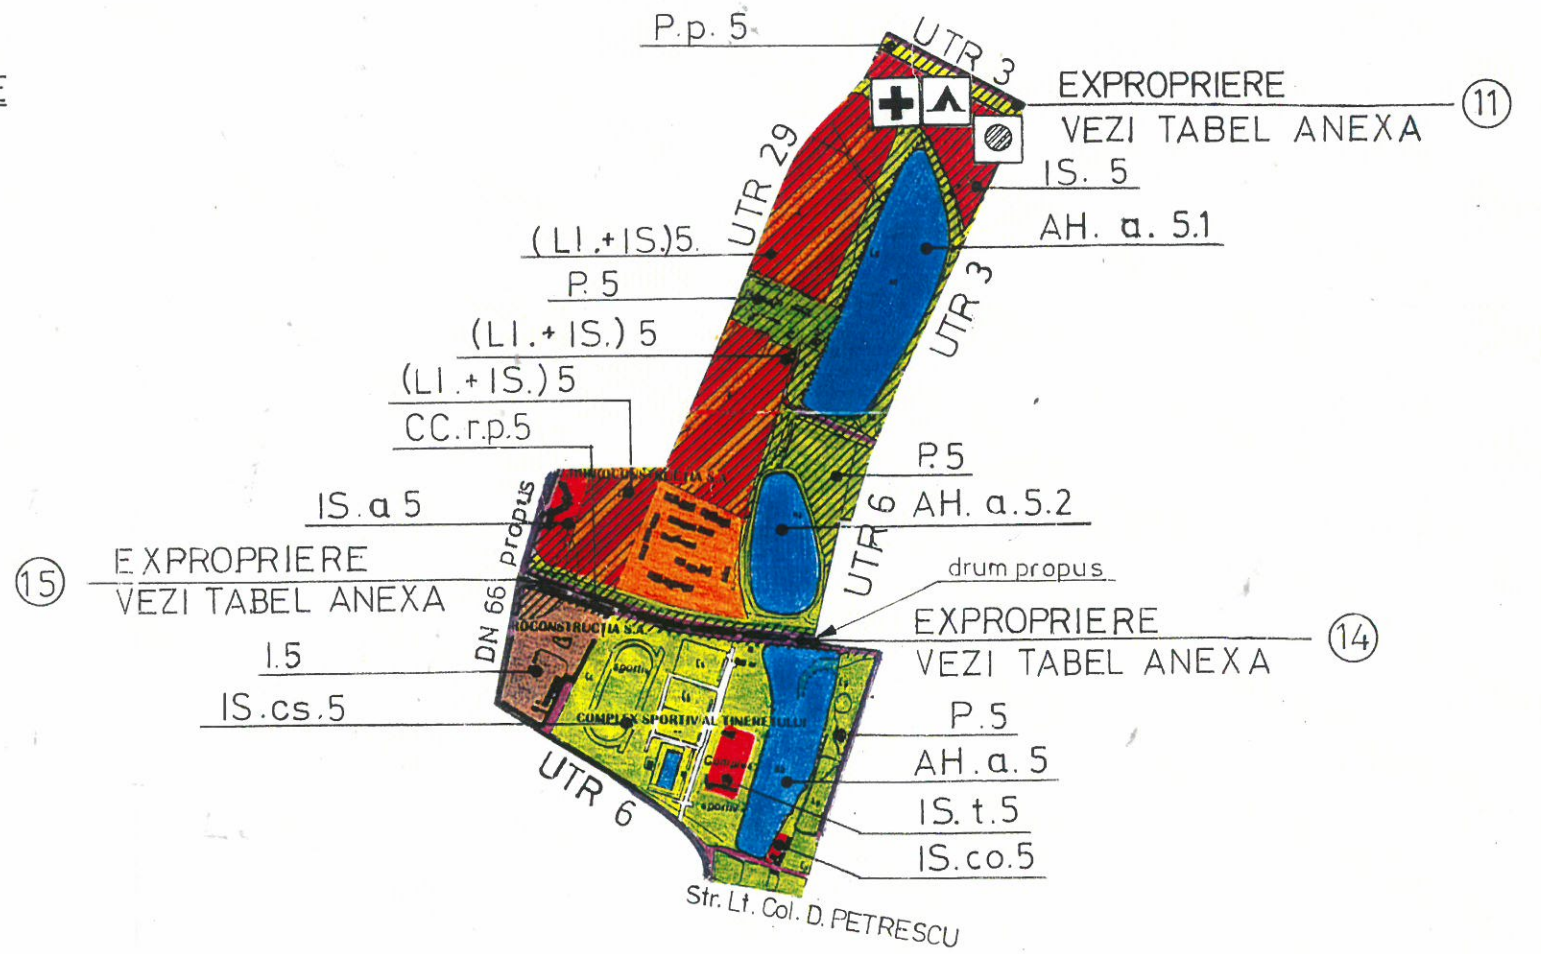 P.p. 5
UTR 3
EXPROPRIERE
VEZI TABEL ANEXA
11
IS. 5
UTR 29
AH. a. 5.1
(LI.+IS.)5.
P. 5
UTR 3
(LI.+IS.) 5
(LI.+IS.) 5
CC.r.p.5
P.5
IS.a 5
AH. a.5.2
UTR 6
DN 66 propus
15
EXPROPRIERE
VEZI TABEL ANEXA
drum propus
EXPROPRIERE
VEZI TABEL ANEXA
14
I.5
sportiv
IS.cs.5
COMPLEX SPORTIV AL TINERETULUI
P.5
AH.a.5
sportiv
IS.t.5
IS.co.5
UTR 6
Str. Lt. Col. D. PETRESCU